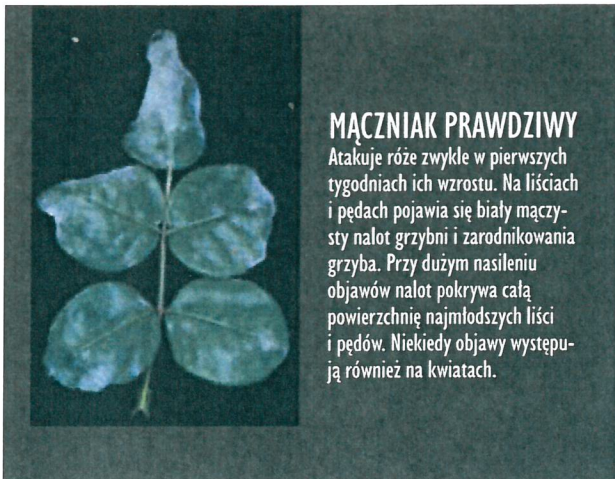 MĄCZNIAK PRAWDZIWY
Atakuje róże zwykle w pierwszych
tygodniach ich wzrostu. Na liściach
i pędach pojawia się biały mączy-
sty nalot grzybni i zarodnikowania
grzyba. Przy dużym nasileniu
objawów nalot pokrywa całą
powierzchnię najmłodszych liści
i pędów. Niekiedy objawy występu-
ją również na kwiatach.